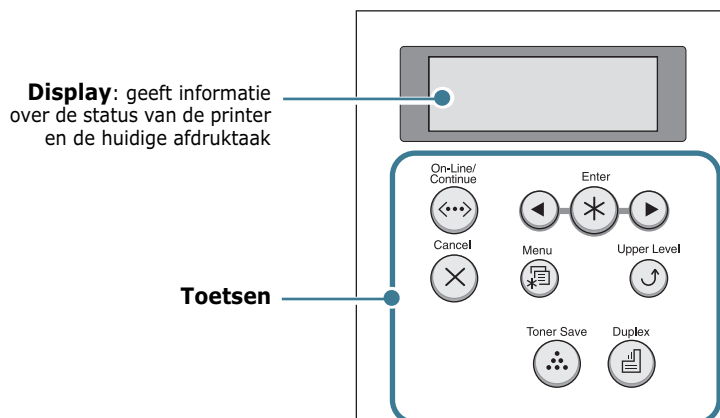 Display: geeft informatie
over de status van de printer
en de huidige afdruktaak
On-Line/
Continue
Enter
Cancel
Menu
Upper Level
Toetsen
Toner Save
Duplex